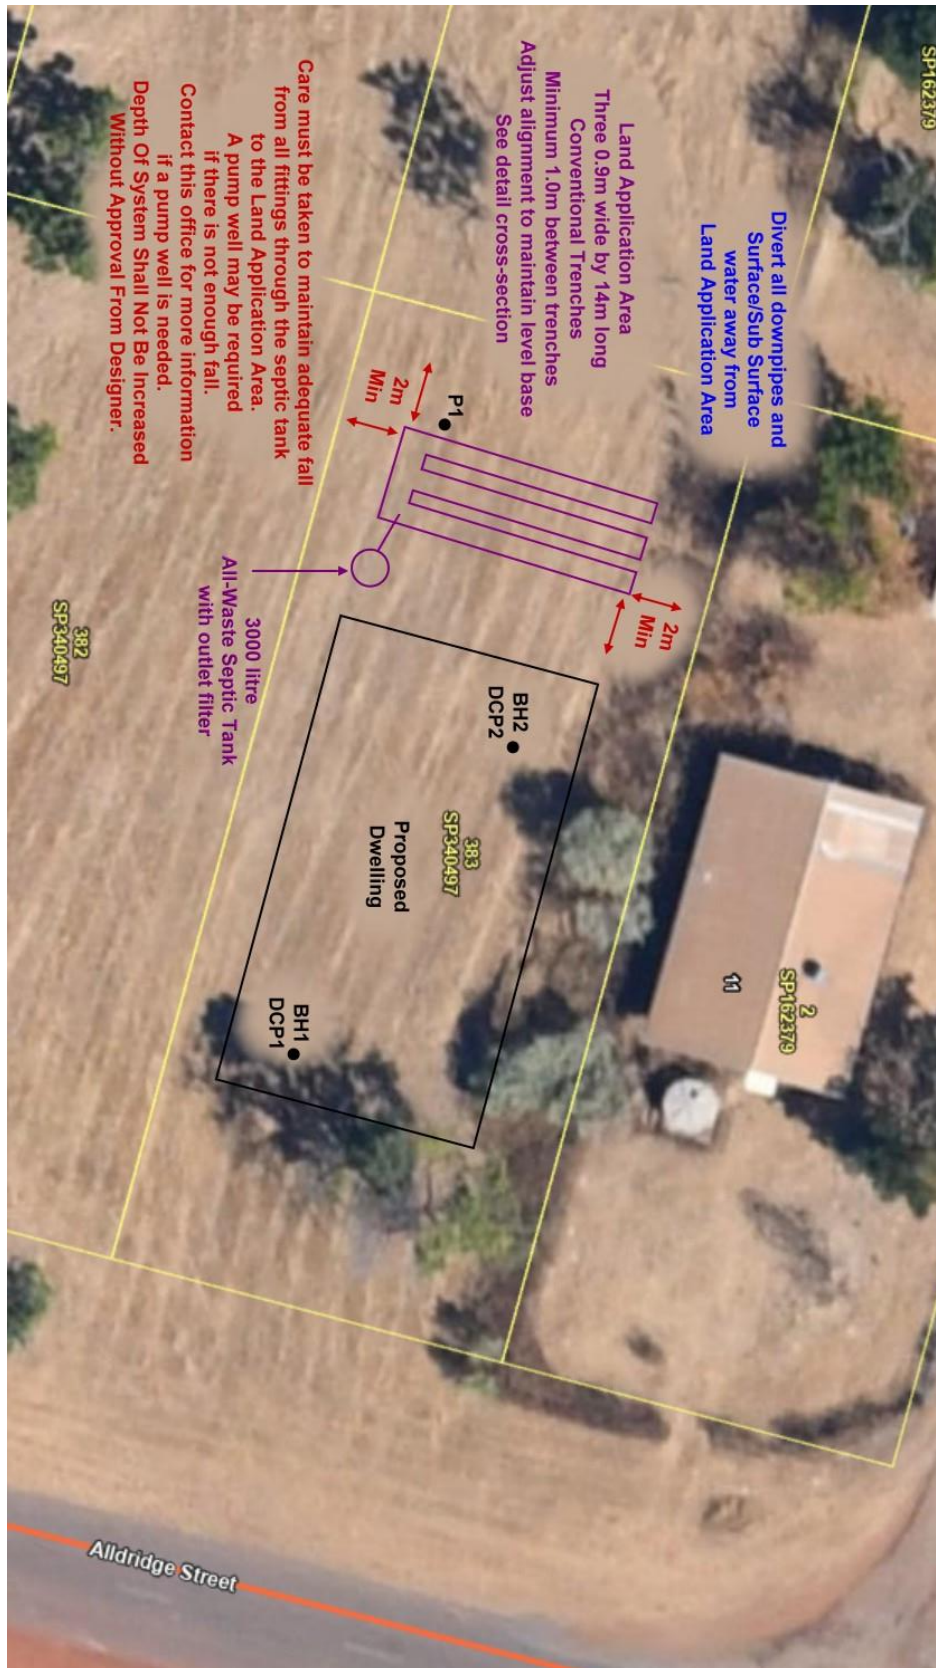 SP162379
Divert all downpipes and
Surface/Sub Surface
water away from
Land Application Area
Land Application Area
Three 0.9m wide by 14m long
Conventional Trenches
Minimum 1.0m between trenches
Adjust alignment to maintain level base
See detail cross-section
Care must be taken to maintain adequate fall
from all fittings through the septic tank
to the Land Application Area.
A pump well may be required
if there is not enough fall.
Contact this office for more information
if a pump well is needed.
Depth Of System Shall Not Be Increased
Without Approval From Designer.
P1
2m
Min
2m
Min
3000 litre
All-Waste Septic Tank
with outlet filter
382
SP340497
BH2
DCP2
383
SP340497
Proposed
Dwelling
BH1
DCP1
2
SP162379
11
Alldridge Street